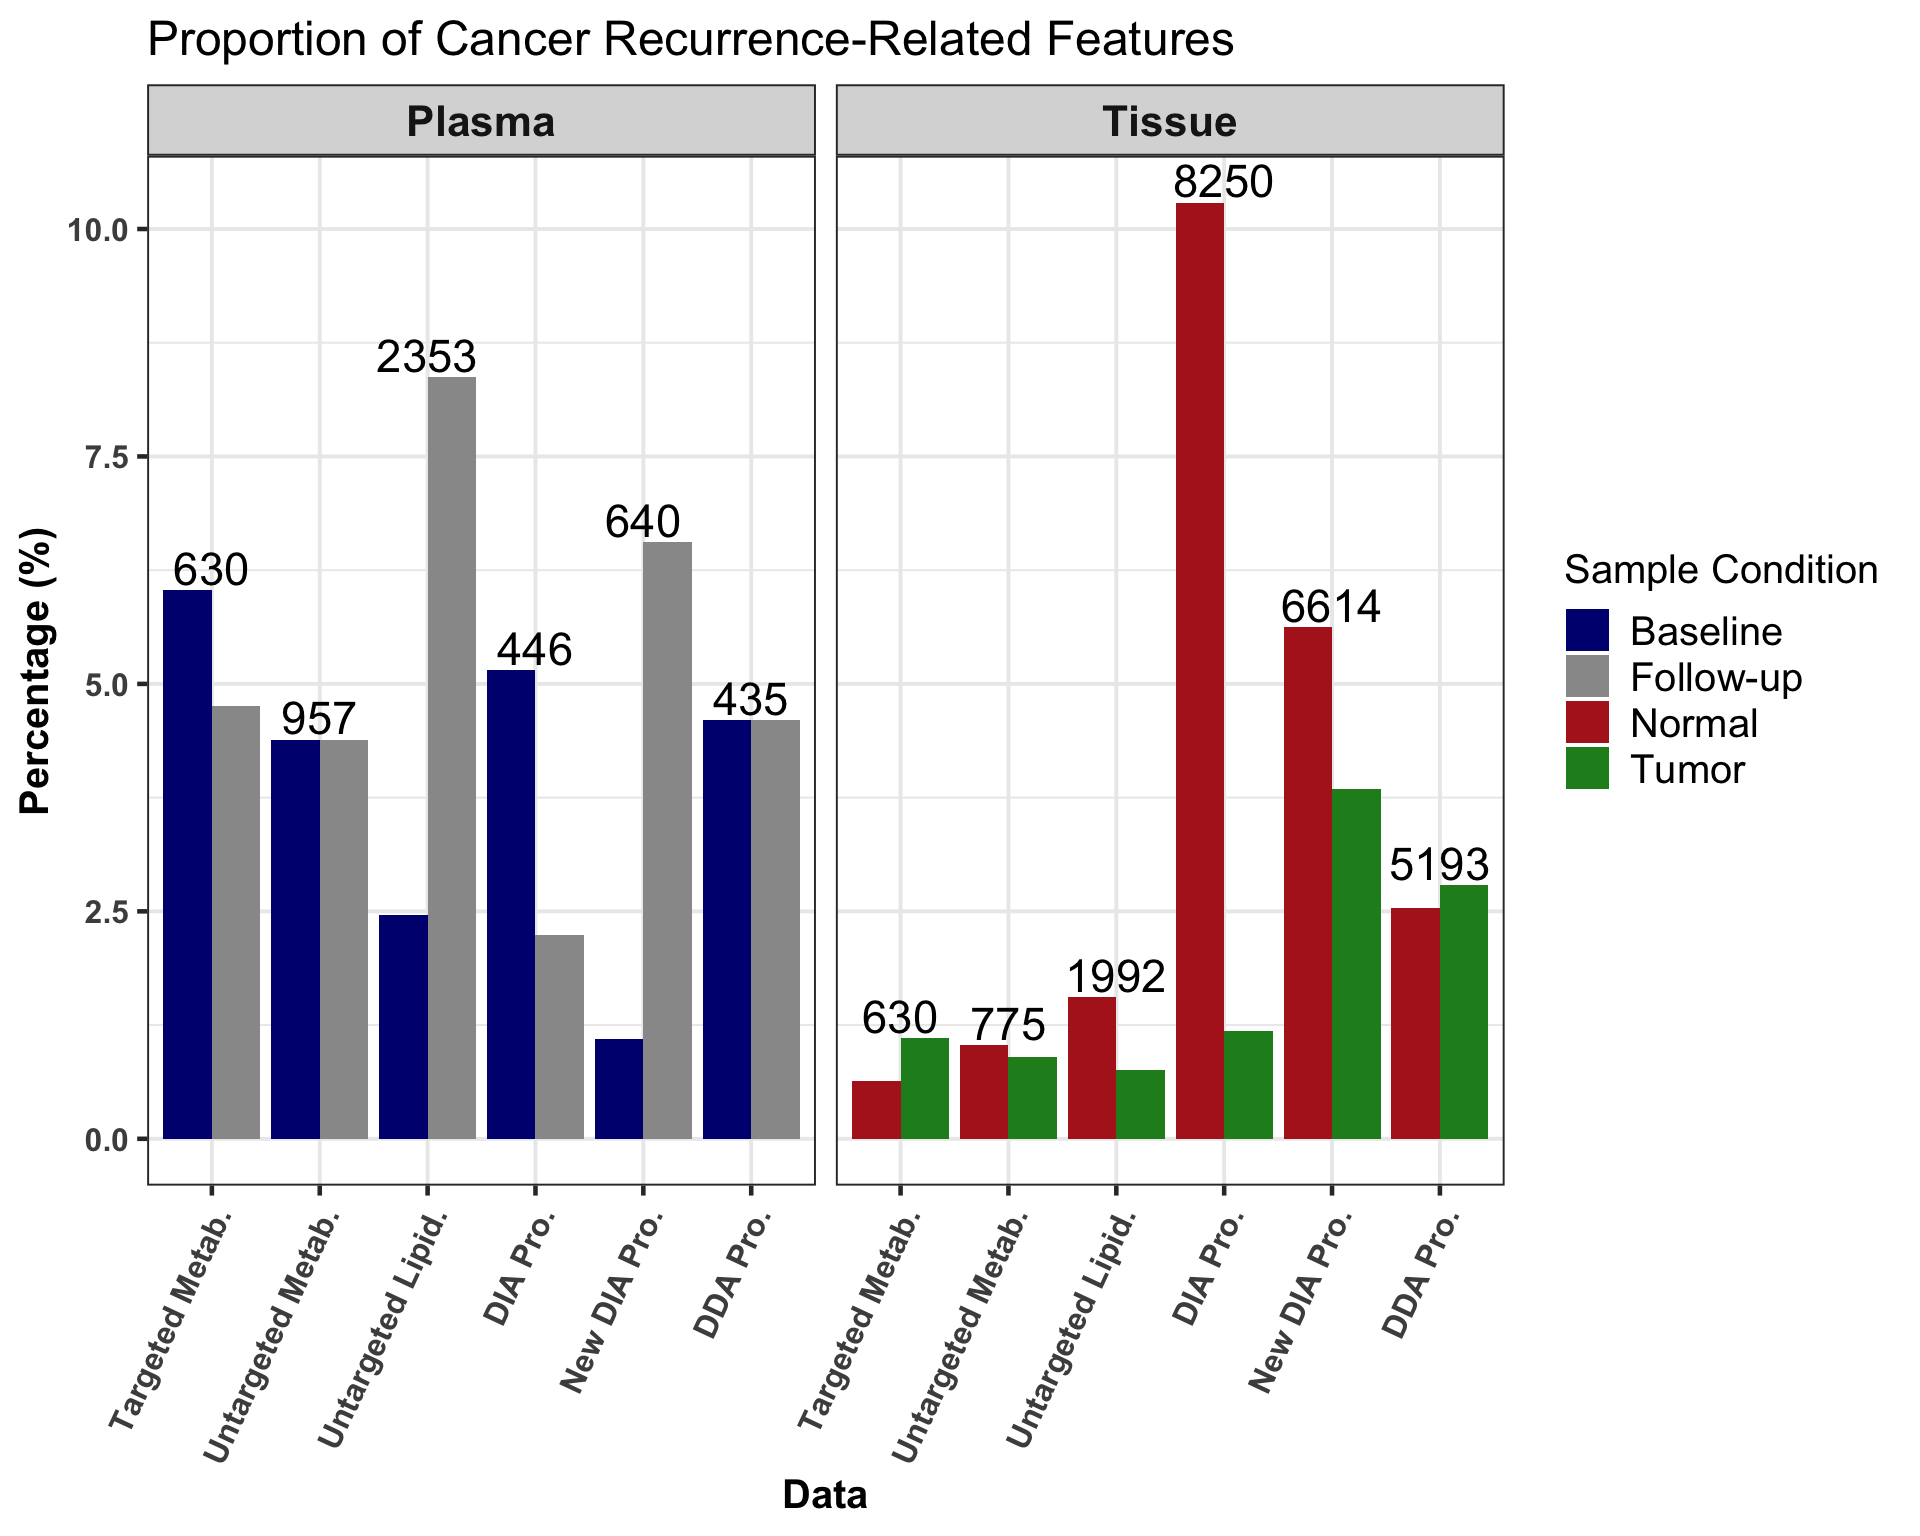 Proportion of Cancer Recurrence-Related Features
Plasma
Tissue
Percentage (%)
10.0
7.5
5.0
2.5
0.0
630
957
2353
446
640
435
630
775
1992
8250
6614
5193
Targeted Metab.
Untargeted Metab.
Untargeted Lipid.
DIA Pro.
New DIA Pro.
DDA Pro.
Targeted Metab.
Untargeted Metab.
Untargeted Lipid.
DIA Pro.
New DIA Pro.
DDA Pro.
Data
Sample Condition
Baseline
Follow-up
Normal
Tumor